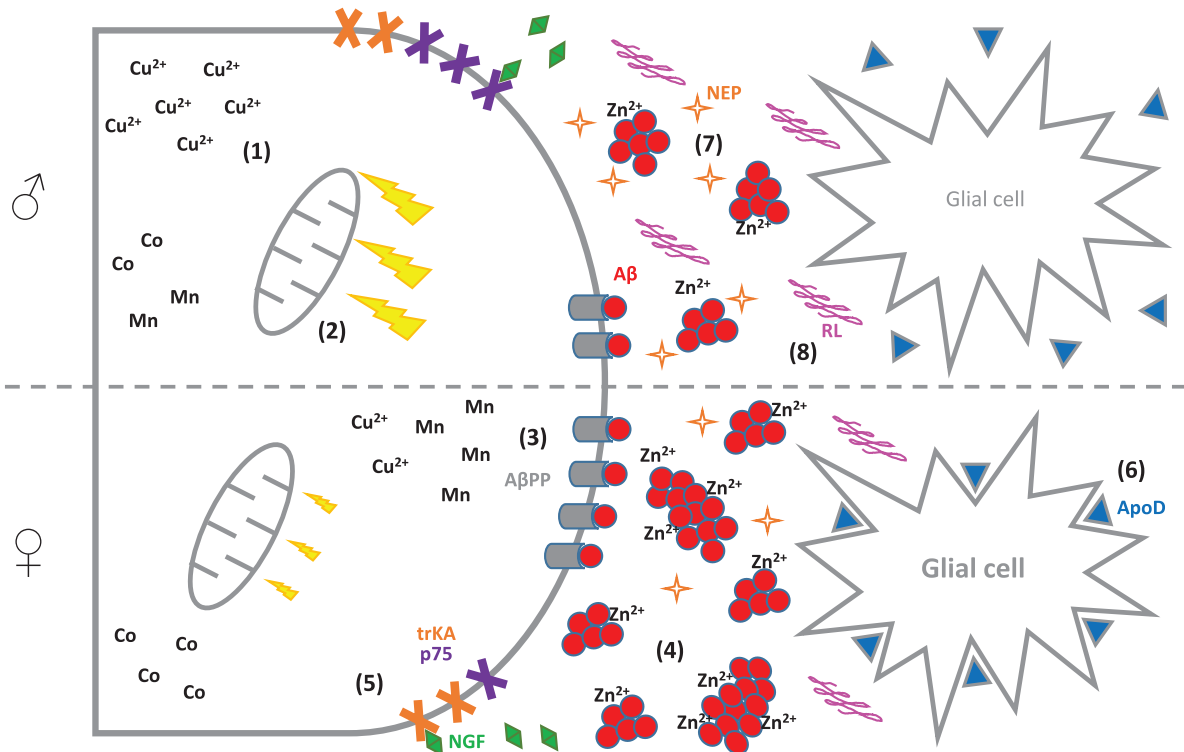 Cu2+
Cu2+
Cu2+
Cu2+
Cu2+
Cu2+
(1)
Co
Co
Mn
Mn
(2)
Zn2+
NEP
(7)
Zn2+
Aβ
Zn2+
RL
(8)
Glial cell
Mn
Cu2+
Mn
(3)
Cu2+
Mn
AβPP
Mn
Zn2+
Zn2+
Zn2+
Zn2+
Zn2+
(6)
ApoD
Glial cell
Co
Co
Co
Co
trKA
p75
(5)
Zn2+
(4)
Zn2+
Zn2+
Zn2+
Zn2+
NGF